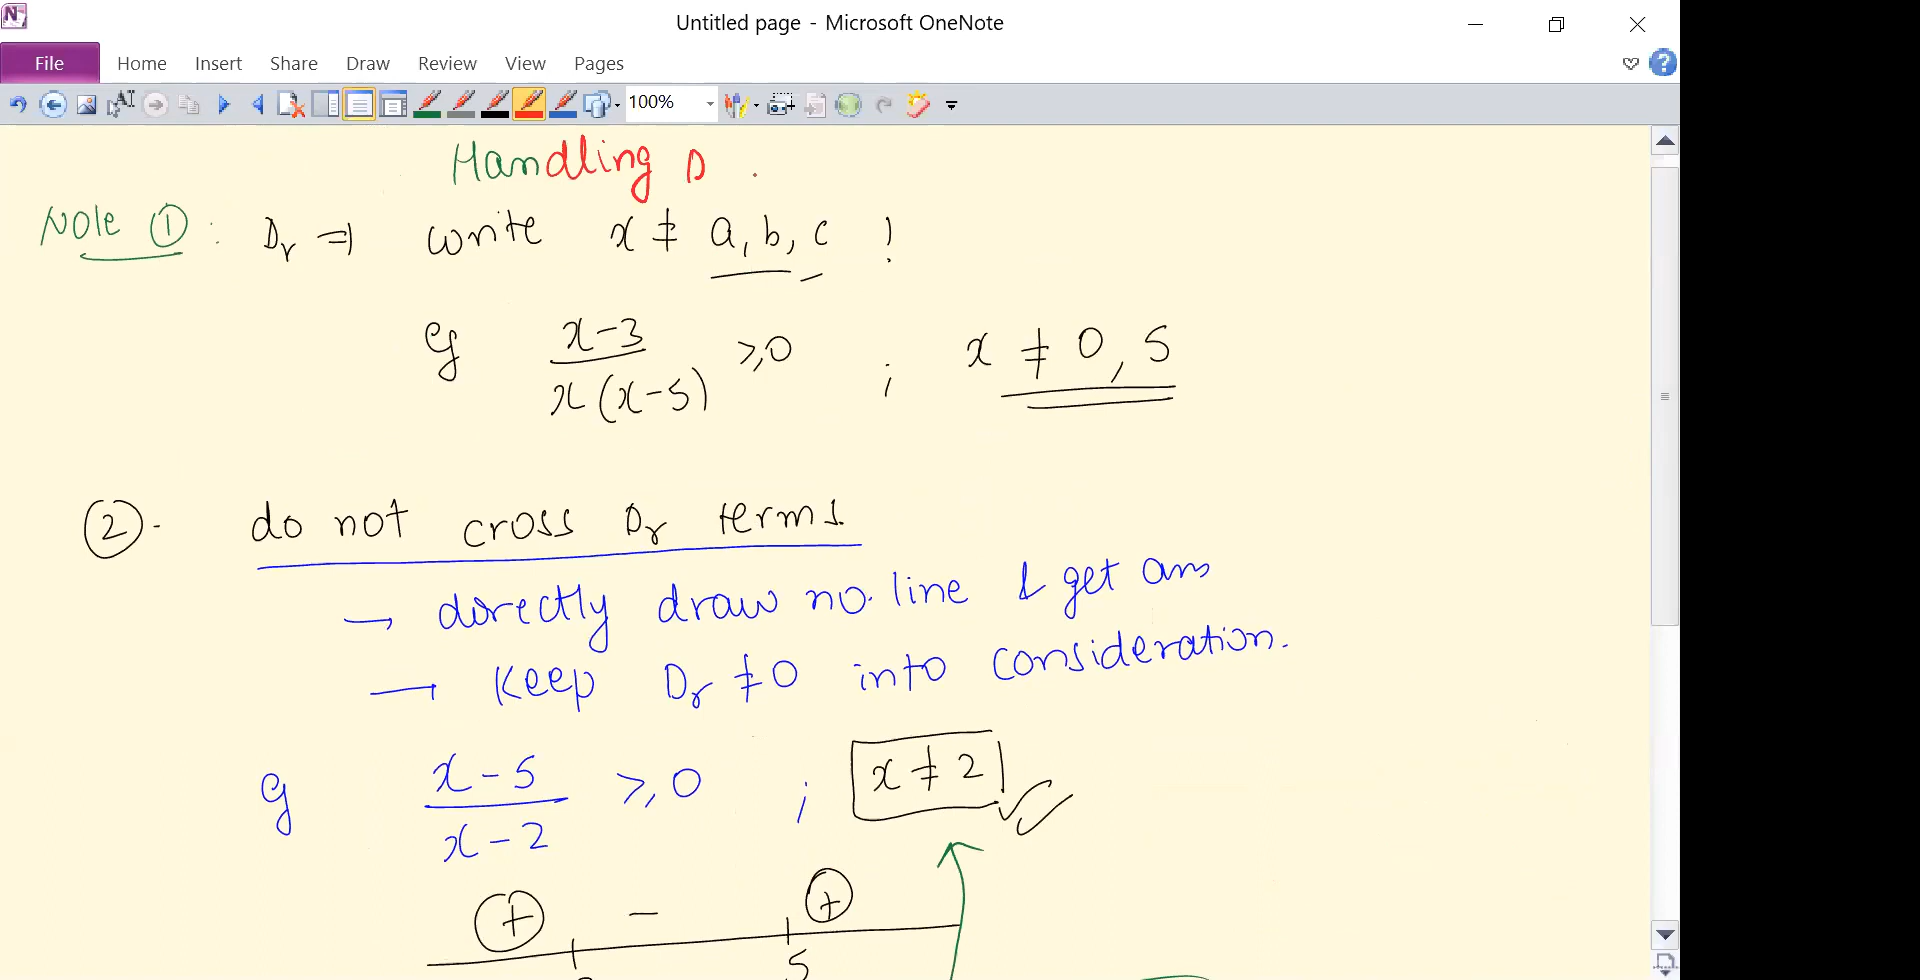 Untitled page - Microsoft OneNote
File Home Insert Share Draw Review View Pages
100%
Handling D .
Note ① : Dr ⇒ write x ≠ a, b, c !
eg x-3 / x(x-5) ≥ 0 ; x ≠ 0, 5
② - do not cross Dr terms
→ directly draw no. line & get ans
→ Keep Dr ≠ 0 into consideration.
g x-5 / x-2 ≥ 0 ; x ≠ 2
+ - +
5